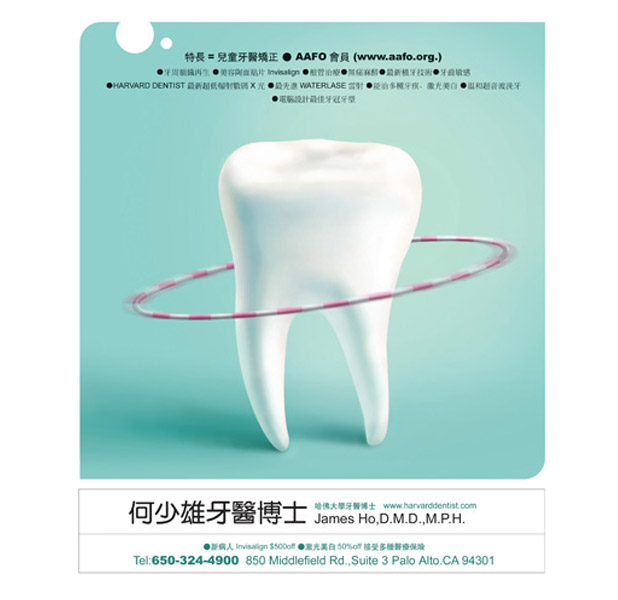 特長 = 兒童牙醫矯正 ● AAFO 會員 (www.aafo.org.)
●牙周組織再生 ●美容陶面貼片 Invisalign ●根管治療 ●無痛麻醉 ●最新植牙技術 ●牙齒敏感
●HARVARD DENTIST 最新超低輻射數碼 X 光 ●最先進 WATERLASE 雷射 ●能治多種牙疾、激光美白 ●溫和超音波洗牙
●電腦設計最佳牙冠牙型
何少雄牙醫博士 哈佛大學牙醫博士 www.harvarddentist.com
James Ho,D.M.D.,M.P.H.
●新病人 Invisalign $500off ●激光美白 50%off 接受多種醫療保險
Tel:650-324-4900 850 Middlefield Rd.,Suite 3 Palo Alto.CA 94301